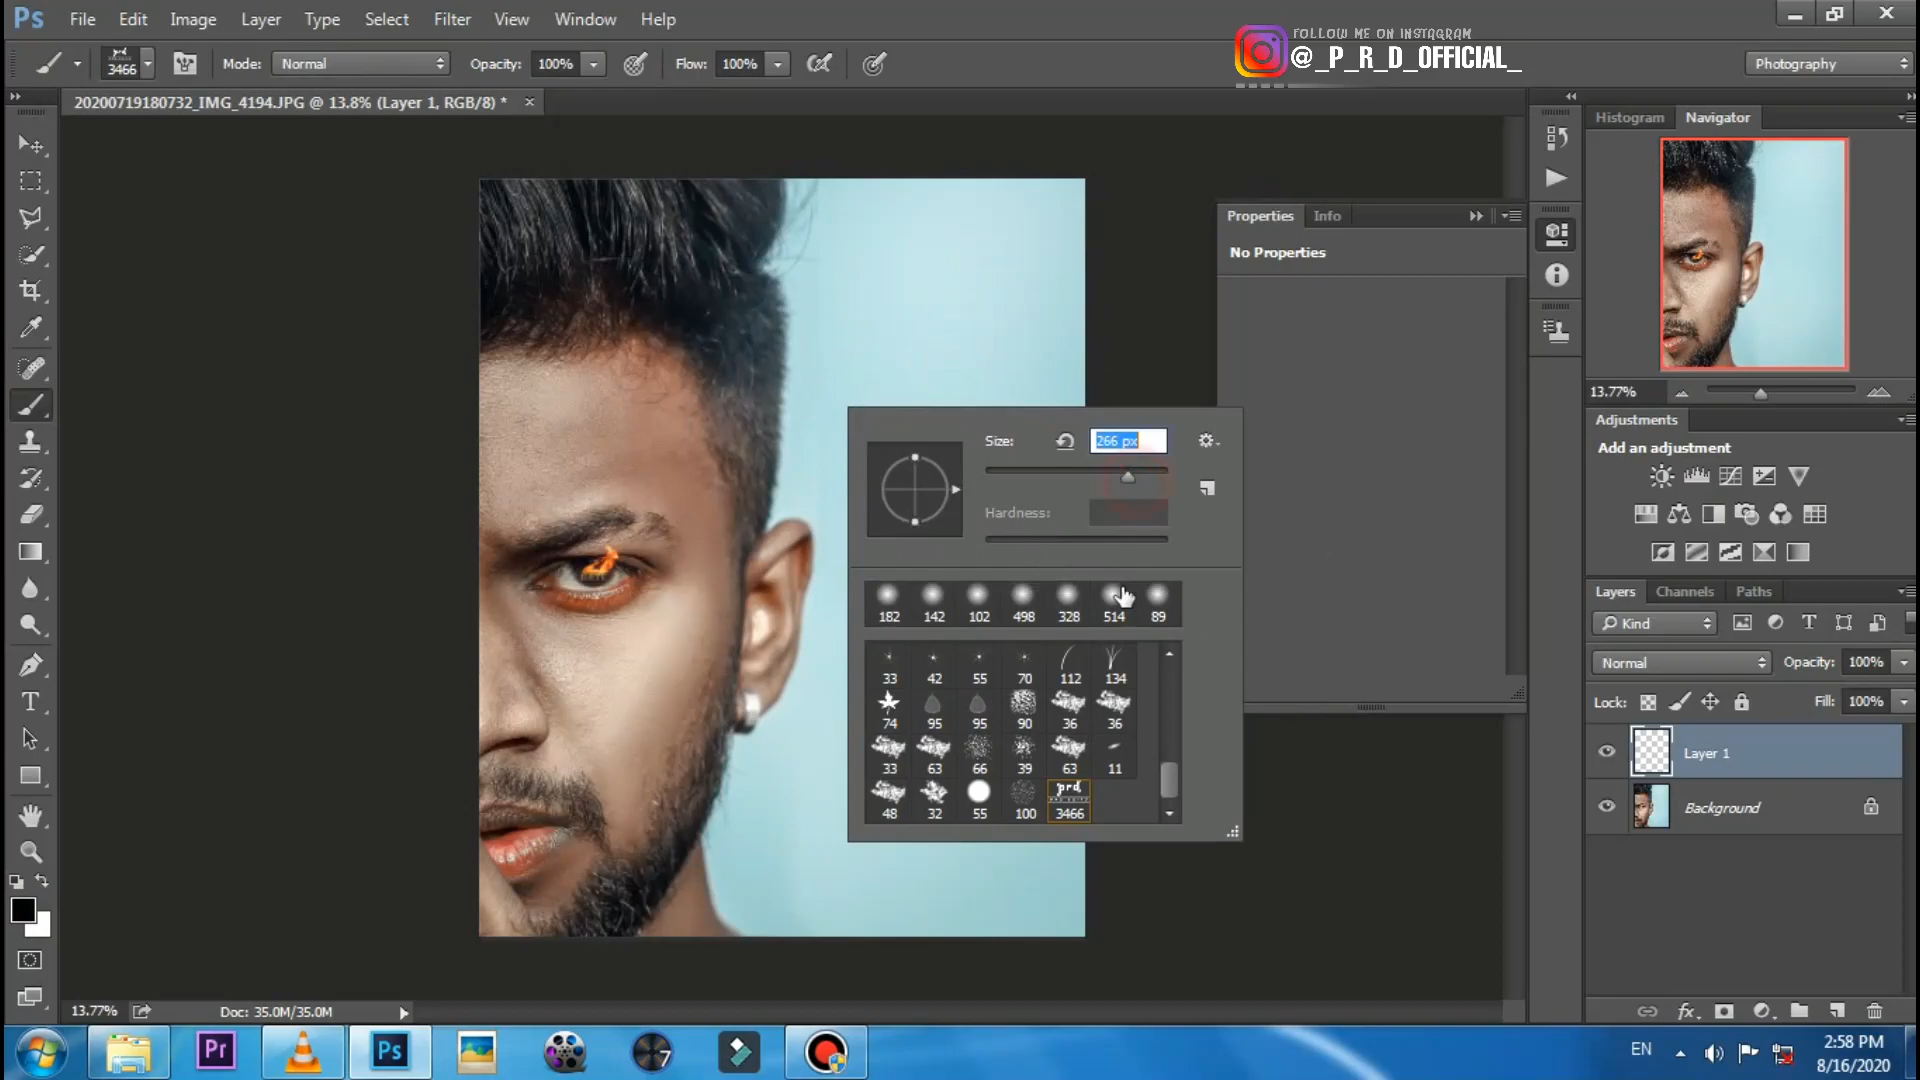 Ps File Edit Image Layer Type Select Filter View Window Help
FOLLOW ME ON INSTAGRAM
@_P_R_D_OFFICIAL_
3466 Mode: Normal Opacity: 100% Flow: 100% Photography
20200719180732_IMG_4194.JPG @ 13.8% (Layer 1, RGB/8) *
Histogram Navigator
Properties Info
No Properties
13.77%
Adjustments
Add an adjustment
Size: 266 px
Hardness:
182 142 102 498 328 514 89
33 42 55 70 112 134
74 95 95 90 36 36
33 63 66 39 63 11
prd
48 32 55 100 3466
Layers Channels Paths
Kind
Normal Opacity: 100%
Lock: Fill: 100%
Layer 1
Background
T
fx
13.77% Doc: 35.0M/35.0M
Pr Ps 7
EN 2:58 PM
8/16/2020